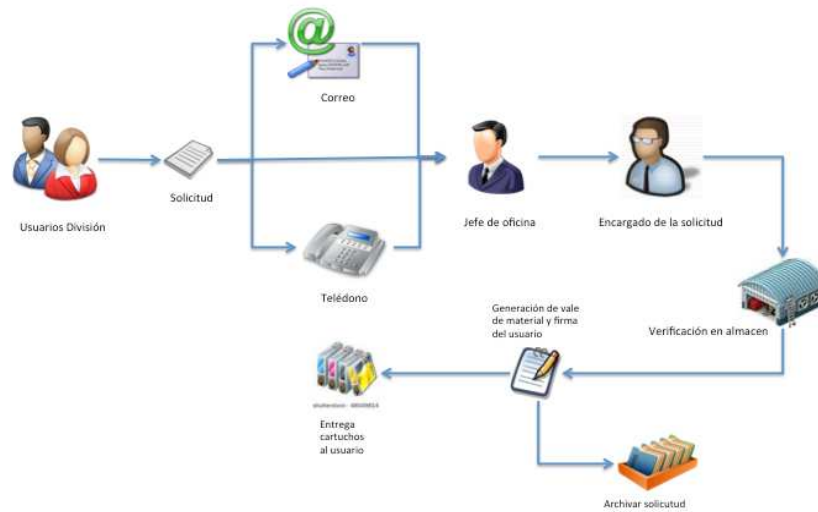 Correo
Usuarios División
Solicitud
Jefe de oficina
Encargado de la solicitud
Telédono
Generación de vale
de material y firma
del usuario
Verificación en almacen
Entrega
cartuchos
al usuario
Archivar solicutud